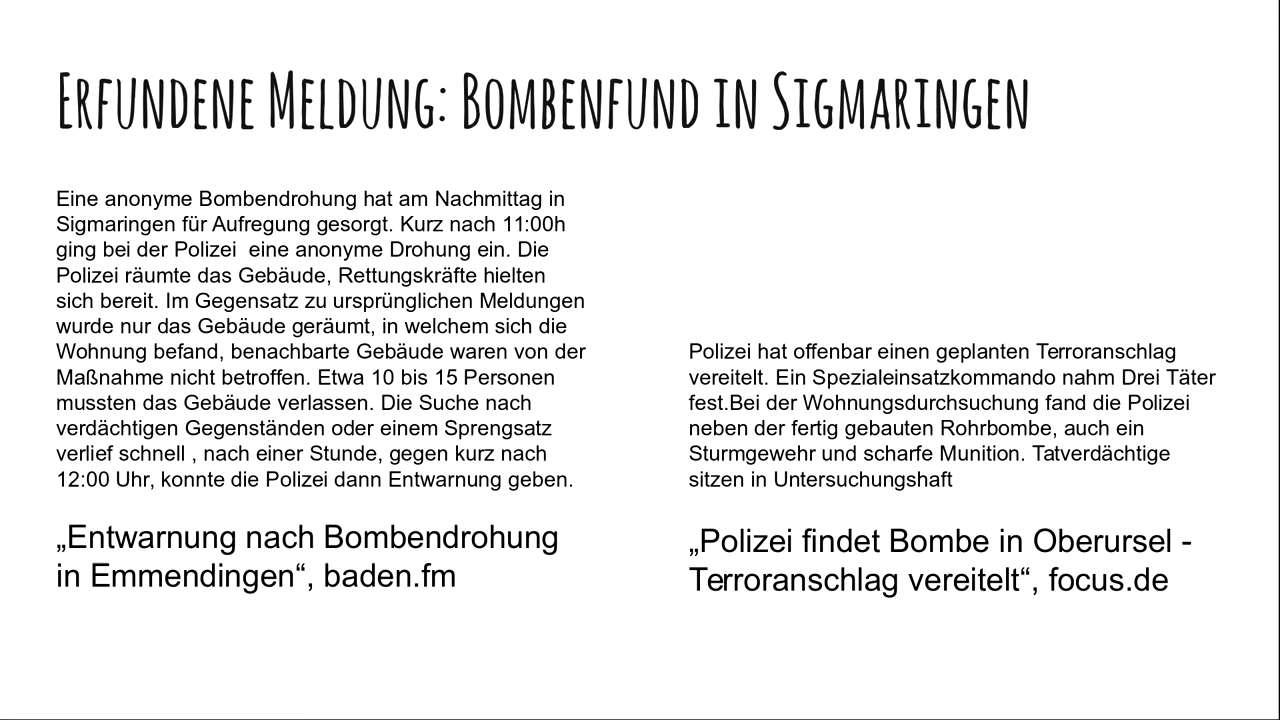 Erfundene Meldung: Bombenfund in Sigmaringen
Eine anonyme Bombendrohung hat am Nachmittag in
Sigmaringen für Aufregung gesorgt. Kurz nach 11:00h
ging bei der Polizei  eine anonyme Drohung ein. Die
Polizei räumte das Gebäude, Rettungskräfte hielten
sich bereit. Im Gegensatz zu ursprünglichen Meldungen
wurde nur das Gebäude geräumt, in welchem sich die
Wohnung befand, benachbarte Gebäude waren von der
Maßnahme nicht betroffen. Etwa 10 bis 15 Personen
mussten das Gebäude verlassen. Die Suche nach
verdächtigen Gegenständen oder einem Sprengsatz
verlief schnell , nach einer Stunde, gegen kurz nach
12:00 Uhr, konnte die Polizei dann Entwarnung geben.
„Entwarnung nach Bombendrohung
in Emmendingen“, baden.fm
Polizei hat offenbar einen geplanten Terroranschlag
vereitelt. Ein Spezialeinsatzkommando nahm Drei Täter
fest.Bei der Wohnungsdurchsuchung fand die Polizei
neben der fertig gebauten Rohrbombe, auch ein
Sturmgewehr und scharfe Munition. Tatverdächtige
sitzen in Untersuchungshaft
„Polizei findet Bombe in Oberursel -
Terroranschlag vereitelt“, focus.de